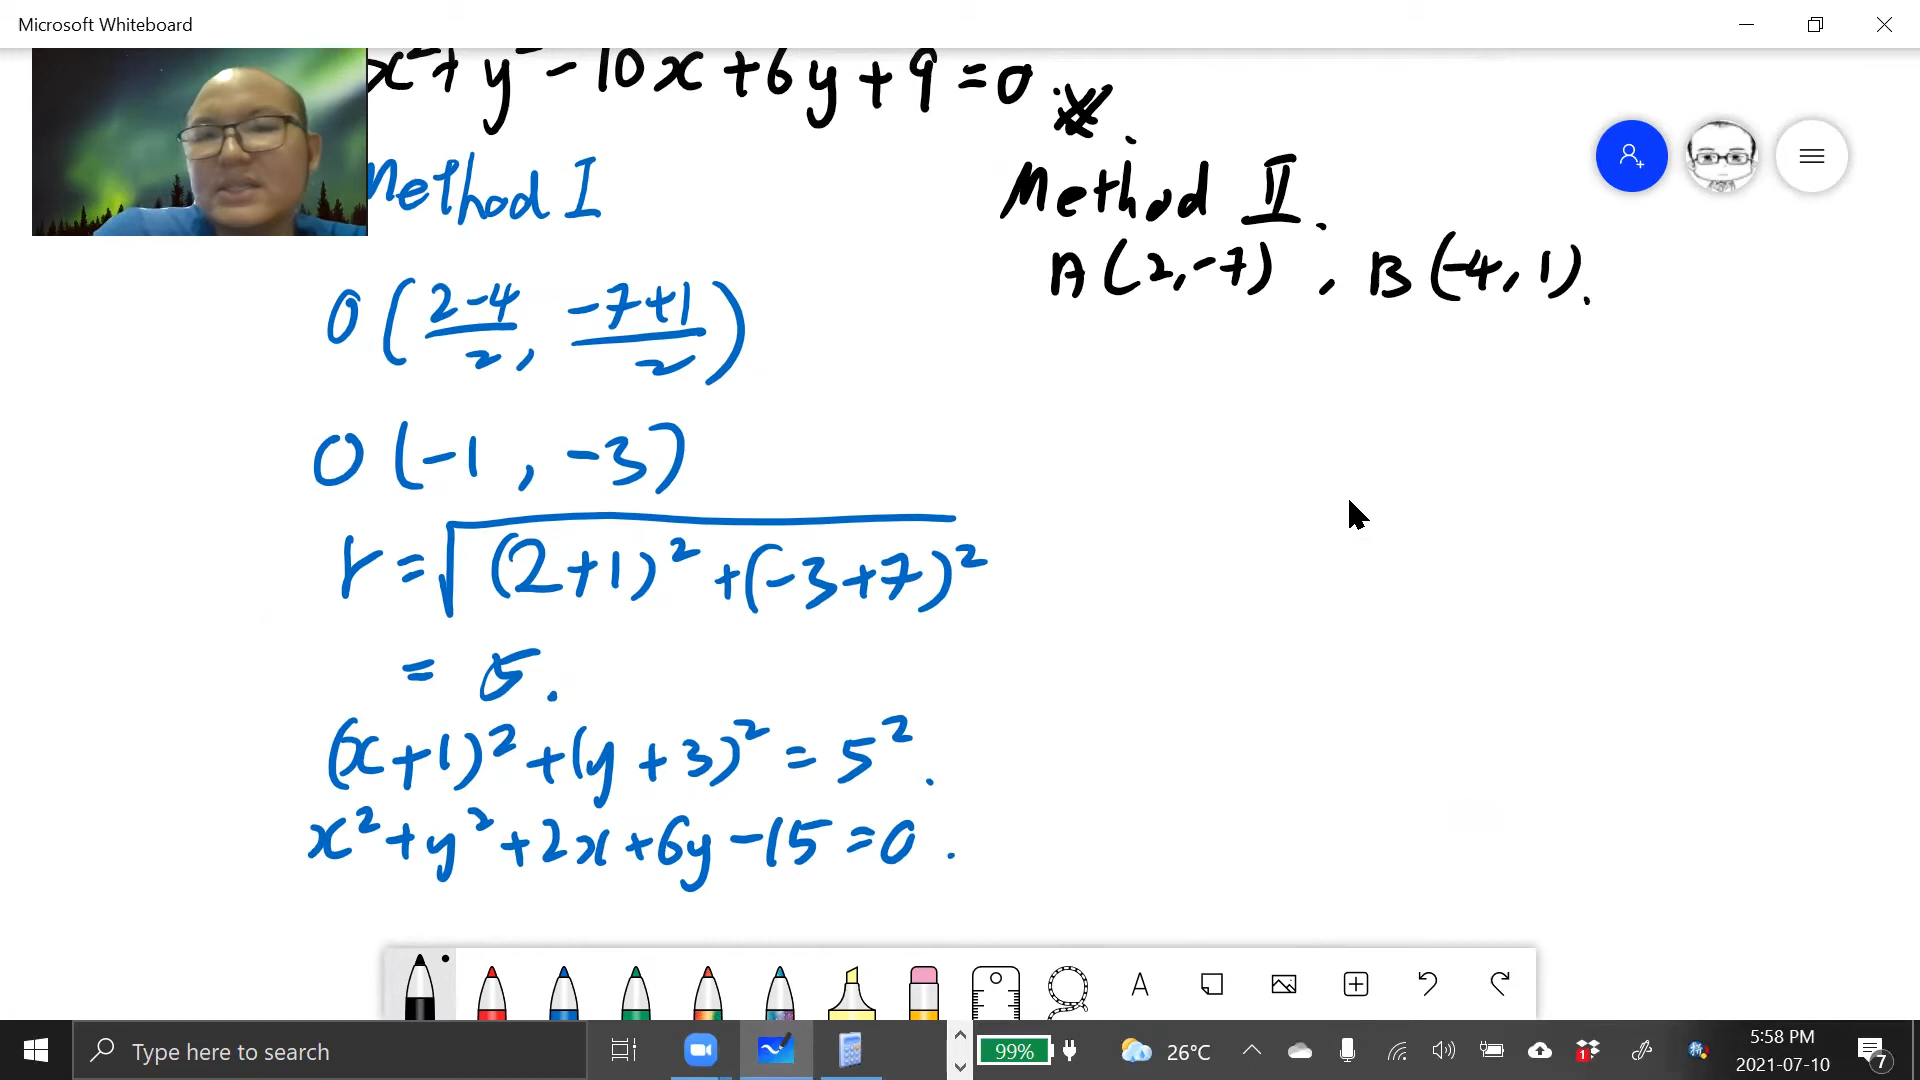 Microsoft Whiteboard
x²+y²-10x+6y+9=0
Method I
O(2-4/2, -7+1/2)
O(-1, -3)
r=√(2+1)²+(-3+7)²
= 5.
(x+1)²+(y+3)²=5².
x²+y²+2x+6y-15=0.
Method II.
A(2,-7), B(-4,1).
A
Type here to search
99%
26°C
1
5:58 PM
2021-07-10
7